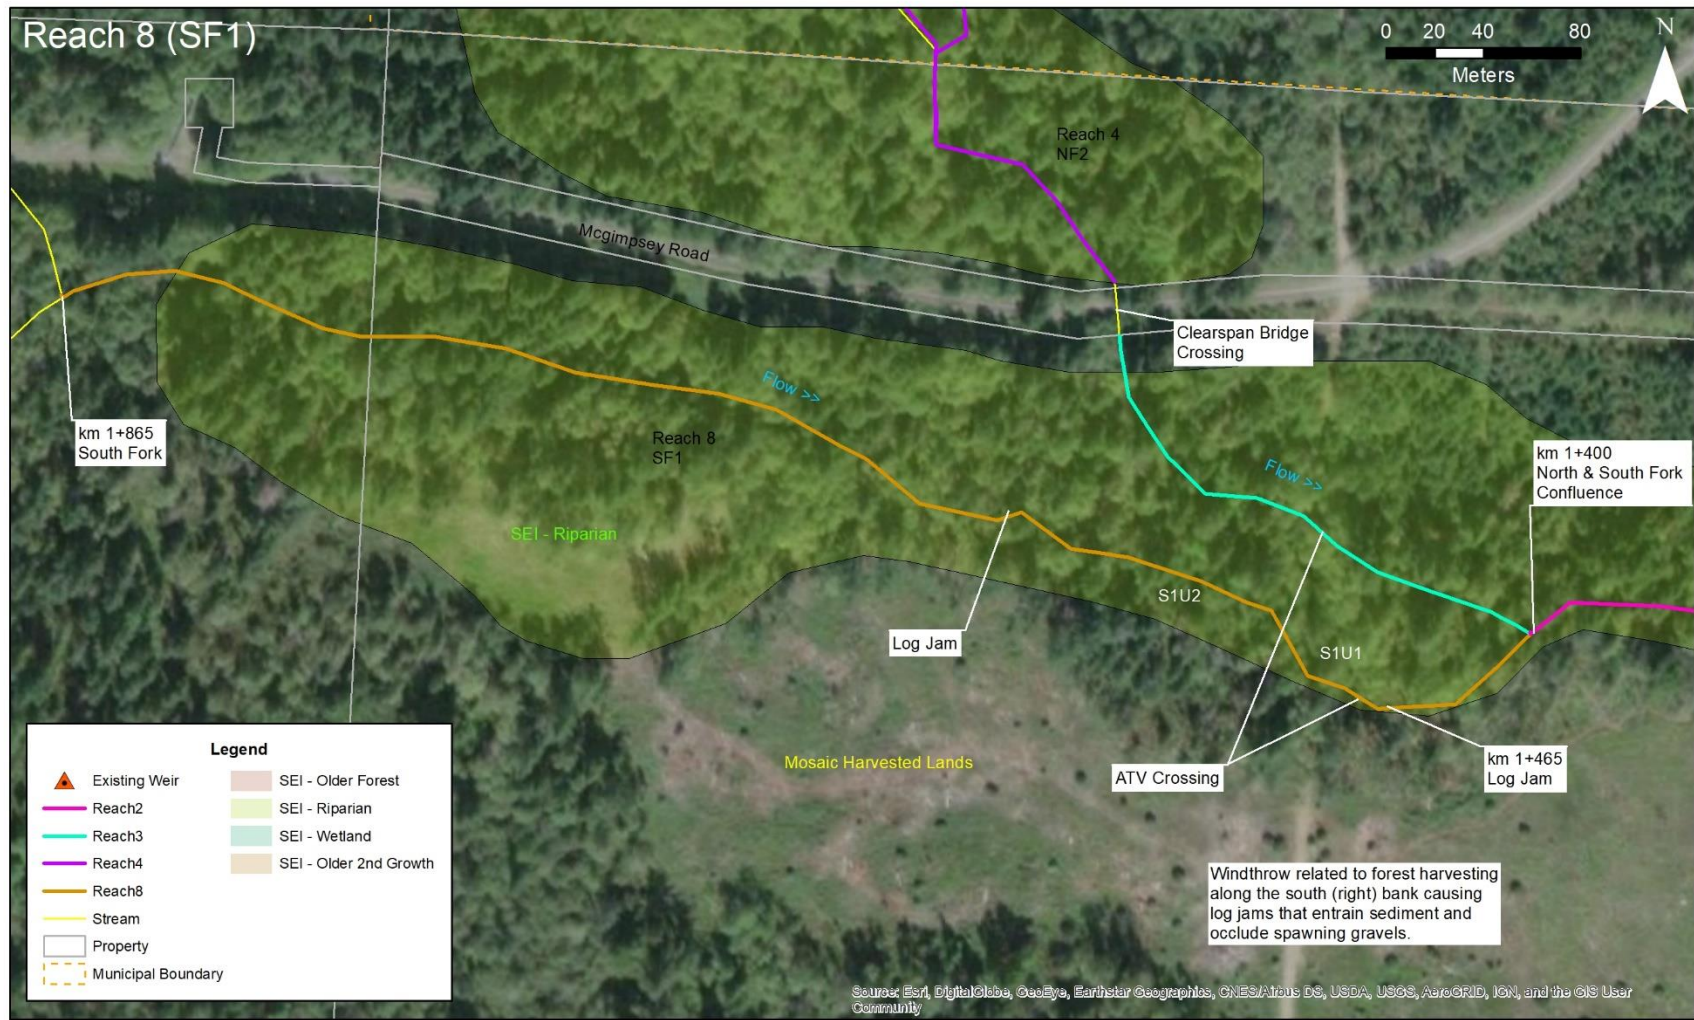 Reach 8 (SF1)
0 20 40 80
Meters
N
Reach 4
NF2
Mcgimpsey Road
Clearspan Bridge
Crossing
Flow >>
km 1+865
South Fork
Reach 8
SF1
Flow >>
km 1+400
North & South Fork
Confluence
SEI - Riparian
S1U2
Log Jam
S1U1
Mosaic Harvested Lands
ATV Crossing
km 1+465
Log Jam
Windthrow related to forest harvesting
along the south (right) bank causing
log jams that entrain sediment and
occlude spawning gravels.
Legend
Existing Weir
Reach2
Reach3
Reach4
Reach8
Stream
Property
Municipal Boundary
SEI - Older Forest
SEI - Riparian
SEI - Wetland
SEI - Older 2nd Growth
Source: Esri, DigitalGlobe, GeoEye, Earthstar Geographics, CNES/Airbus DS, USDA, USGS, AeroGRID, IGN, and the GIS User
Community